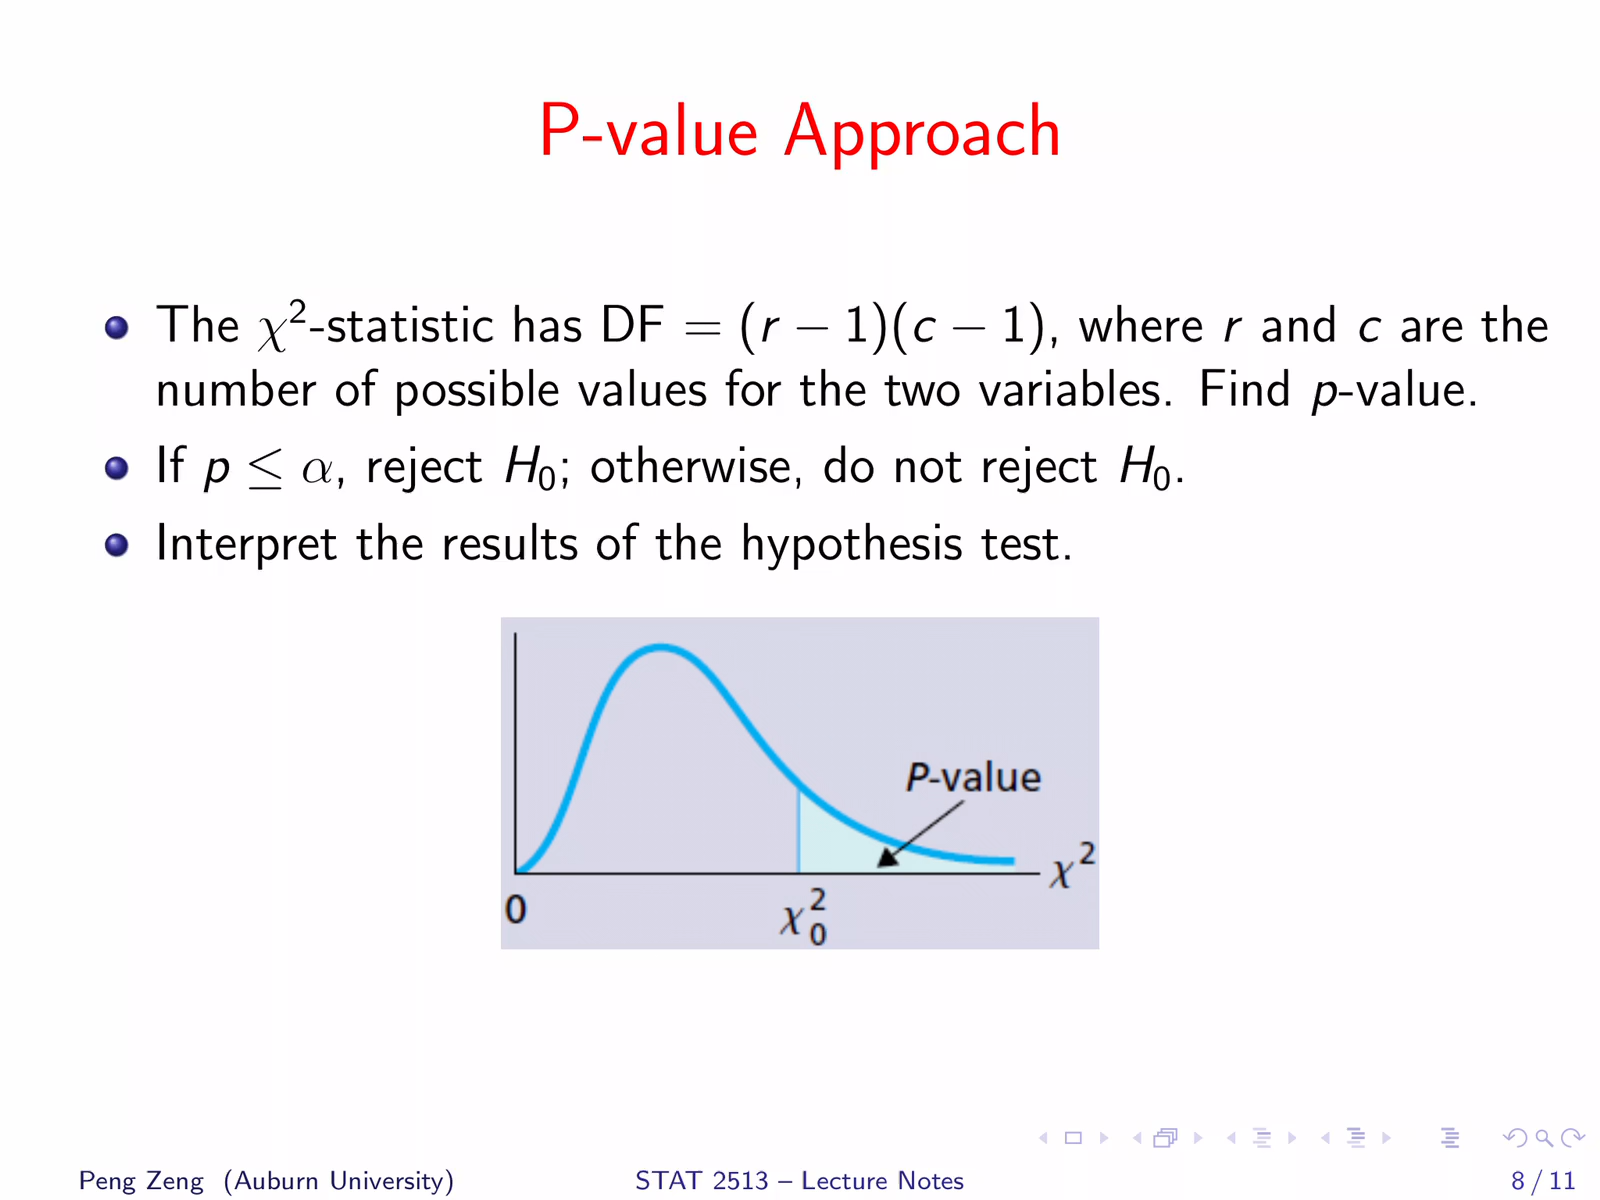 P-value Approach
The χ²-statistic has DF = (r − 1)(c − 1), where r and c are the
number of possible values for the two variables. Find p-value.
If p ≤ α, reject H₀; otherwise, do not reject H₀.
Interpret the results of the hypothesis test.
P-value
χ²
0
χ²₀
Peng Zeng (Auburn University)
STAT 2513 – Lecture Notes
8 / 11